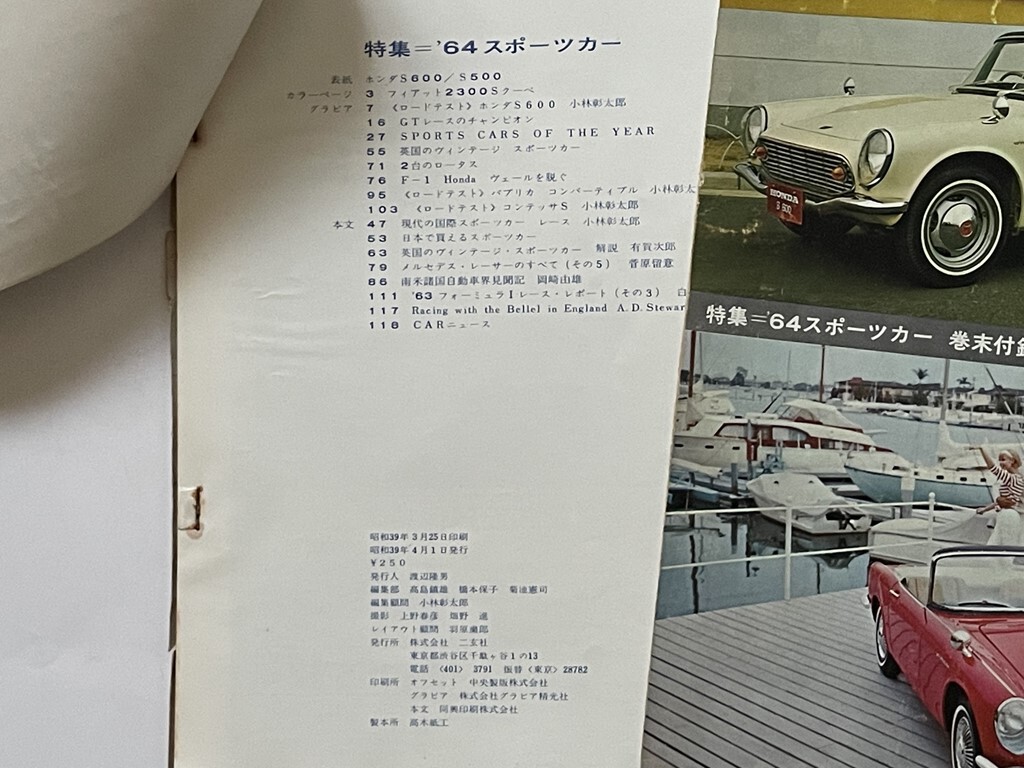 特集＝'64スポーツカー
表紙 ホンダS600／S500
カラーページ 3 フィアット2300Sクーペ
グラビア 7 《ロードテスト》ホンダS600 小林彰太郎
16 GTレースのチャンピオン
27 SPORTS CARS OF THE YEAR
55 英国のヴィンテージ スポーツカー
71 2台のロータス
76 F－1 Honda ヴェールを脱ぐ
95 《ロードテスト》パブリカ コンバーティブル 小林彰太
103 《ロードテスト》コンテッサS 小林彰太郎
本文 47 現代の国際スポーツカー レース 小林彰太郎
53 日本で買えるスポーツカー
63 英国のヴィンテージ・スポーツカー 解説 有賀次郎
79 メルセデス・レーサーのすべて（その5） 菅原留意
86 南米諸国自動車界見聞記 岡崎由雄
111 '63フォーミュラIレース・レポート（その3） 白
117 Racing with the Bellel in England A.D.Stewar
118 CARニュース
昭和39年3月25日印刷
昭和39年4月1日発行
￥250
発行人 渡辺隆男
編集部 高島鎮雄 橋本保子 菊池憲司
編集顧問 小林彰太郎
撮影 上野春彦 畑野 進
レイアウト顧問 羽原粛郎
発行所 株式会社 二玄社
東京都渋谷区千駄ヶ谷1の13
電話〈401〉3791 振替〈東京〉28782
印刷所 オフセット 中央製版株式会社
グラビア 株式会社グラビア精光社
本文 同興印刷株式会社
製本所 高木紙工
HONDA
S 600
特集＝'64スポーツカー 巻末付録